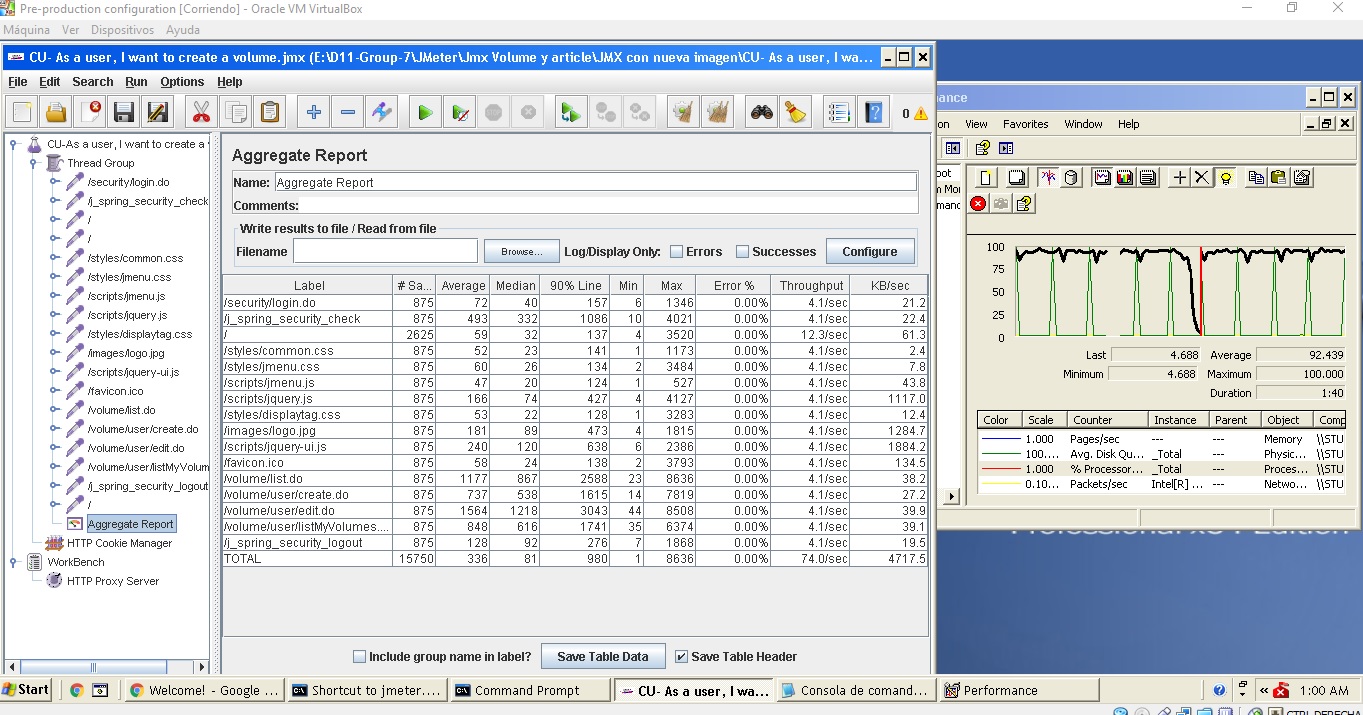 Pre-production configuration [Corriendo] - Oracle VM VirtualBox
Máquina Ver Dispositivos Ayuda
CU- As a user, I want to create a volume.jmx (E:\D11-Group-7\JMeter\Jmx Volume y article\JMX con nueva imagen\CU- As a user, I wa...
File Edit Search Run Options Help
0
CU-As a user, I want to create a v
Thread Group
/security/login.do
/j_spring_security_check
/
/
/styles/common.css
/styles/jmenu.css
/scripts/jmenu.js
/scripts/jquery.js
/styles/displaytag.css
/images/logo.jpg
/scripts/jquery-ui.js
/favicon.ico
/volume/list.do
/volume/user/create.do
/volume/user/edit.do
/volume/user/listMyVolum
/j_spring_security_logout
/
Aggregate Report
HTTP Cookie Manager
WorkBench
HTTP Proxy Server
Aggregate Report
Name: Aggregate Report
Comments:
Write results to file / Read from file
Filename Browse... Log/Display Only: Errors Successes Configure
Label # Sa... Average Median 90% Line Min Max Error % Throughput KB/sec
/security/login.do 875 72 40 157 6 1346 0.00% 4.1/sec 21.2
/j_spring_security_check 875 493 332 1086 10 4021 0.00% 4.1/sec 22.4
/ 2625 59 32 137 4 3520 0.00% 12.3/sec 61.3
/styles/common.css 875 52 23 141 1 1173 0.00% 4.1/sec 2.4
/styles/jmenu.css 875 60 26 134 2 3484 0.00% 4.1/sec 7.8
/scripts/jmenu.js 875 47 20 124 1 527 0.00% 4.1/sec 43.8
/scripts/jquery.js 875 166 74 427 4 4127 0.00% 4.1/sec 1117.0
/styles/displaytag.css 875 53 22 128 1 3283 0.00% 4.1/sec 12.4
/images/logo.jpg 875 181 89 473 4 1815 0.00% 4.1/sec 1284.7
/scripts/jquery-ui.js 875 240 120 638 6 2386 0.00% 4.1/sec 1884.2
/favicon.ico 875 58 24 138 2 3793 0.00% 4.1/sec 134.5
/volume/list.do 875 1177 867 2588 23 8636 0.00% 4.1/sec 38.2
/volume/user/create.do 875 737 538 1615 14 7819 0.00% 4.1/sec 27.2
/volume/user/edit.do 875 1564 1218 3043 44 8508 0.00% 4.1/sec 39.9
/volume/user/listMyVolumes.... 875 848 616 1741 35 6374 0.00% 4.1/sec 39.1
/j_spring_security_logout 875 128 92 276 7 1868 0.00% 4.1/sec 19.5
TOTAL 15750 336 81 980 1 8636 0.00% 74.0/sec 4717.5
Include group name in label? Save Table Data Save Table Header
ance
on View Favorites Window Help
oot
m Mo
manc
100
75
50
25
0
Last 4.688 Average 92.439
Minimum 4.688 Maximum 100.000
Duration 1:40
Color Scale Counter Instance Parent Object Comp
1.000 Pages/sec --- --- Memory \\STU
100.... Avg. Disk Qu... _Total --- Physic... \\STU
1.000 % Processor... _Total --- Proces... \\STU
0.10... Packets/sec Intel[R] ... --- Netwo... \\STU
Professional x64 Edition
Start Welcome! - Google ... Shortcut to jmeter.... Command Prompt CU- As a user, I wa... Consola de comand... Performance « 1:00 AM
CTRL DERECHA